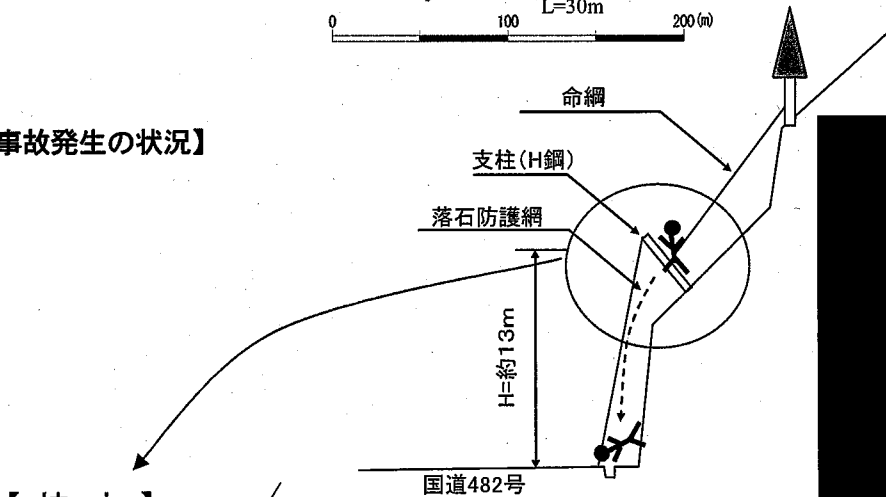 L=30m
0 100 200(m)
命綱
事故発生の状況】
支柱(H鋼)
落石防護網
H=約13m
国道482号